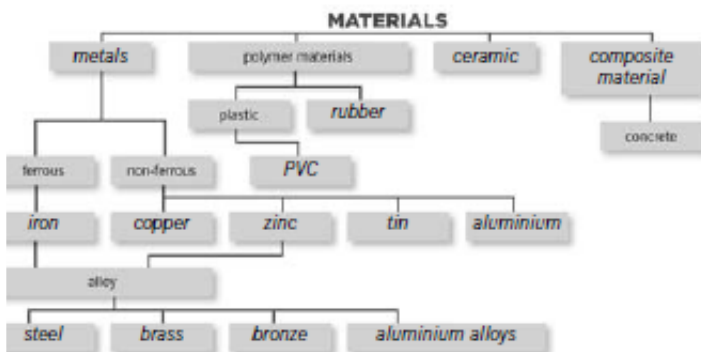 MATERIALS
metals
polymer materials
ceramic
composite
material
plastic
rubber
concrete
ferrous
non-ferrous
PVC
iron
copper
zinc
tin
aluminium
alloy
steel
brass
bronze
aluminium alloys